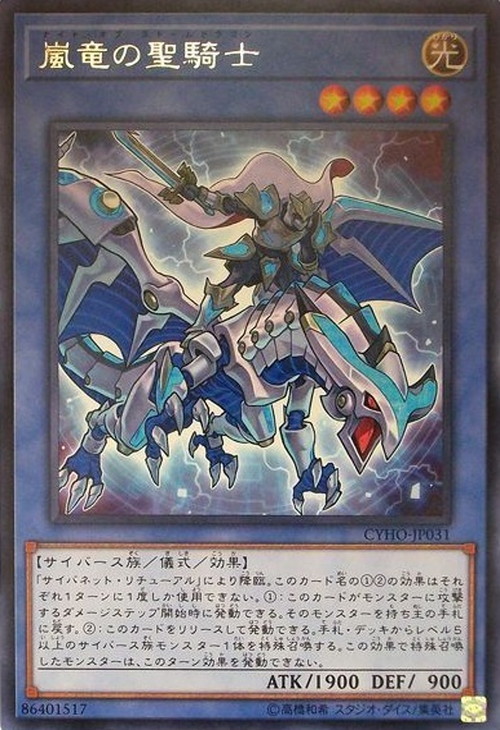 ナイト・オブ・ストームドラゴン
嵐竜の聖騎士
ひかり
光
CYHO-JP031
【サイバース族／儀式／効果】
「サイバネット・リチューアル」により降臨。このカード名の①②の効果はそれ
ぞれ1ターンに1度しか使用できない。①：このカードがモンスターに攻撃
するダメージステップ開始時に発動できる。そのモンスターを持ち主の手札
に戻す。②：このカードをリリースして発動できる。手札・デッキからレベル5
以上のサイバース族モンスター1体を特殊召喚する。この効果で特殊召喚
したモンスターは、このターン効果を発動できない。
ATK/1900 DEF/ 900
86401517
©高橋和希 スタジオ・ダイス/集英社